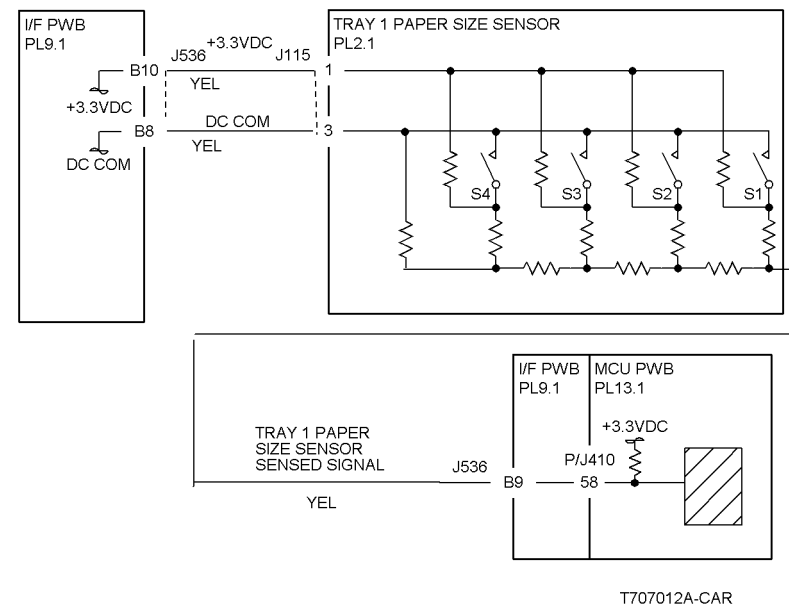 I/F PWB
PL9.1
TRAY 1 PAPER SIZE SENSOR
PL2.1
J536 +3.3VDC J115
B10 1
YEL
+3.3VDC
DC COM
B8 3
YEL
DC COM
S4 S3 S2 S1
I/F PWB MCU PWB
PL9.1 PL13.1
+3.3VDC
TRAY 1 PAPER
SIZE SENSOR
SENSED SIGNAL
J536 P/J410
B9 58
YEL
T707012A-CAR